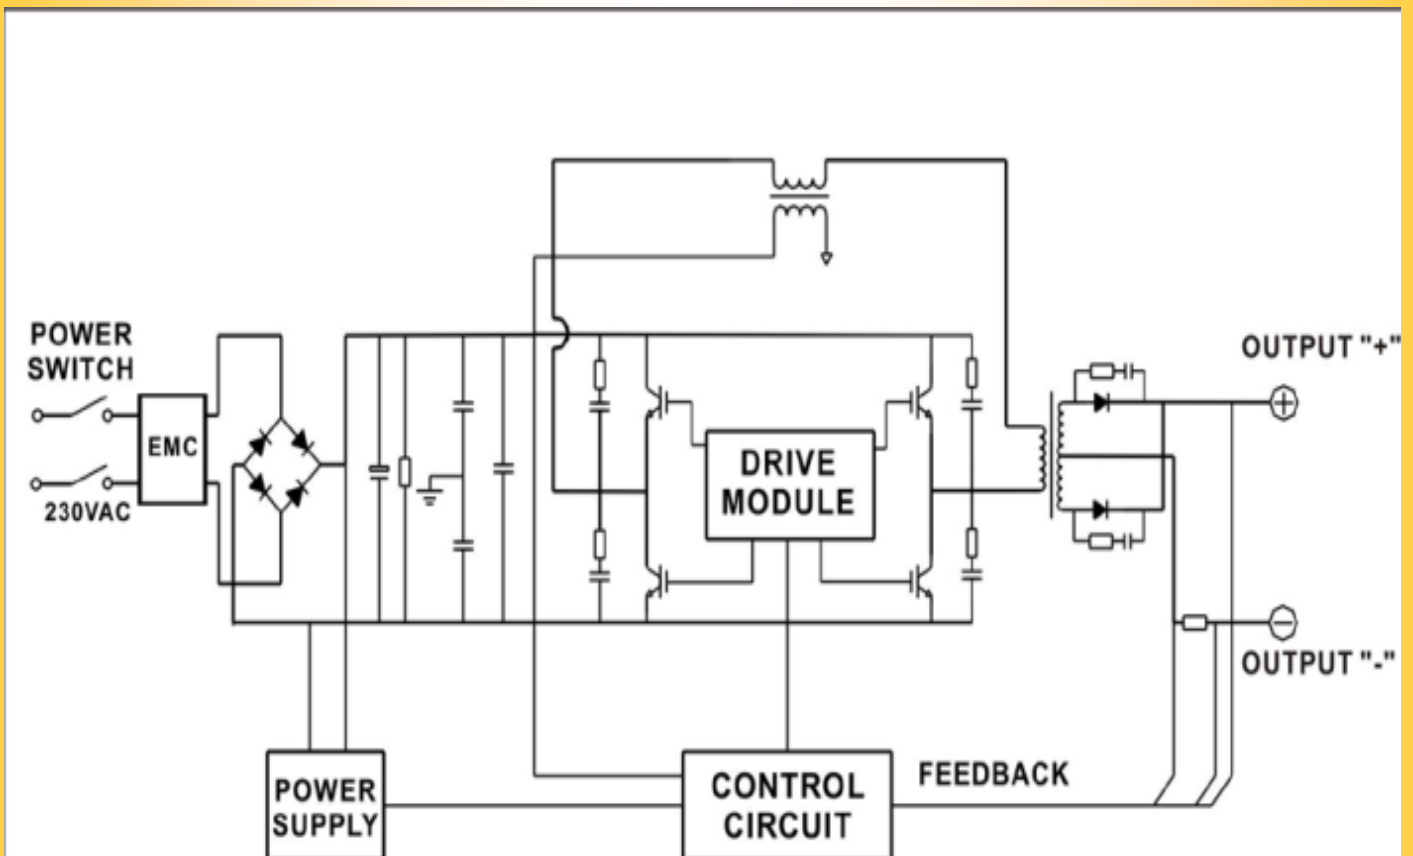 POWER
SWITCH
EMC
230VAC
DRIVE
MODULE
OUTPUT "+"
+
−
OUTPUT "-"
POWER
SUPPLY
CONTROL
CIRCUIT
FEEDBACK